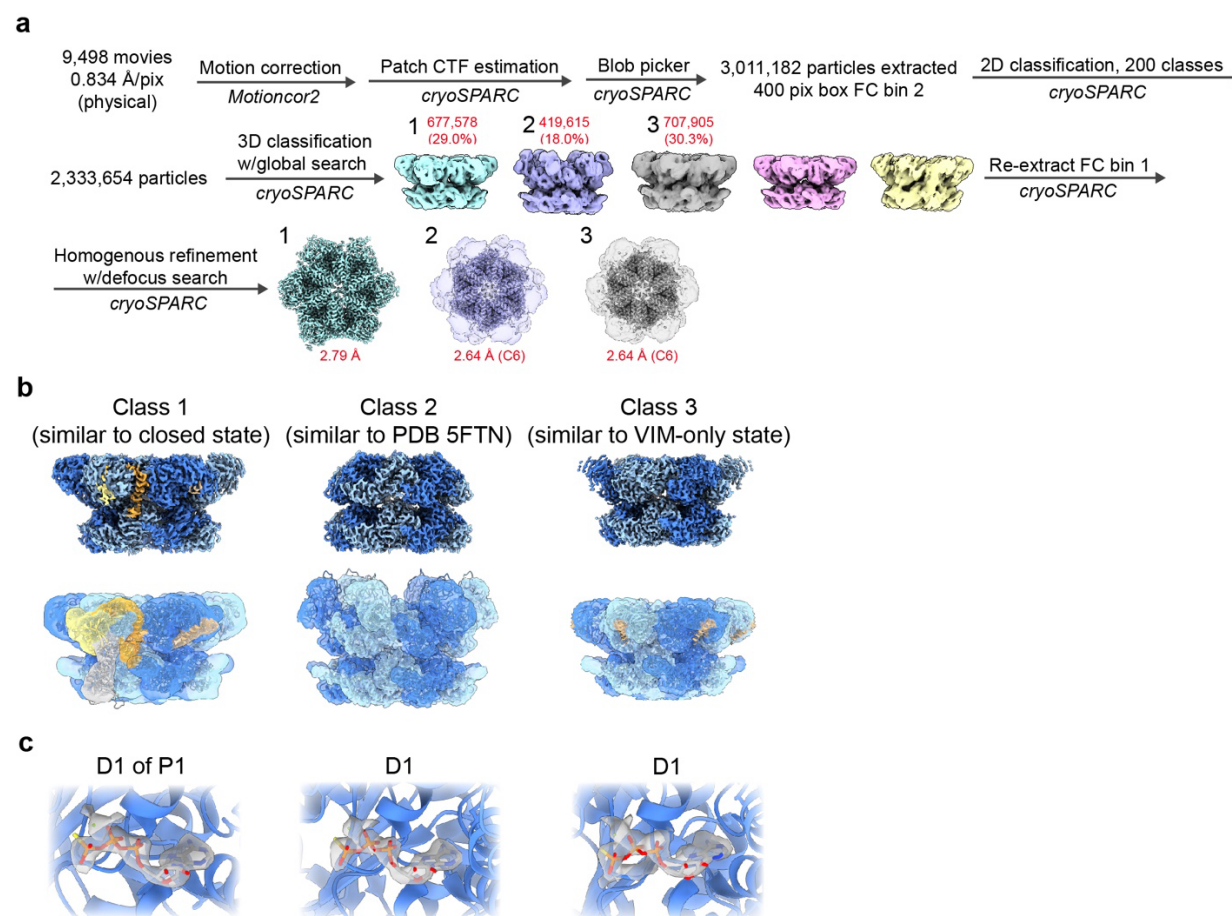 a
9,498 movies
0.834 Å/pix
(physical)
Motion correction
Motioncor2
Patch CTF estimation
cryoSPARC
Blob picker
cryoSPARC
3,011,182 particles extracted
400 pix box FC bin 2
2D classification, 200 classes
cryoSPARC
2,333,654 particles
3D classification
w/global search
cryoSPARC
1 677,578
(29.0%)
2 419,615
(18.0%)
3 707,905
(30.3%)
Re-extract FC bin 1
cryoSPARC
Homogenous refinement
w/defocus search
cryoSPARC
1
2.79 Å
2
2.64 Å (C6)
3
2.64 Å (C6)
b
Class 1
(similar to closed state)
Class 2
(similar to PDB 5FTN)
Class 3
(similar to VIM-only state)
c
D1 of P1
D1
D1